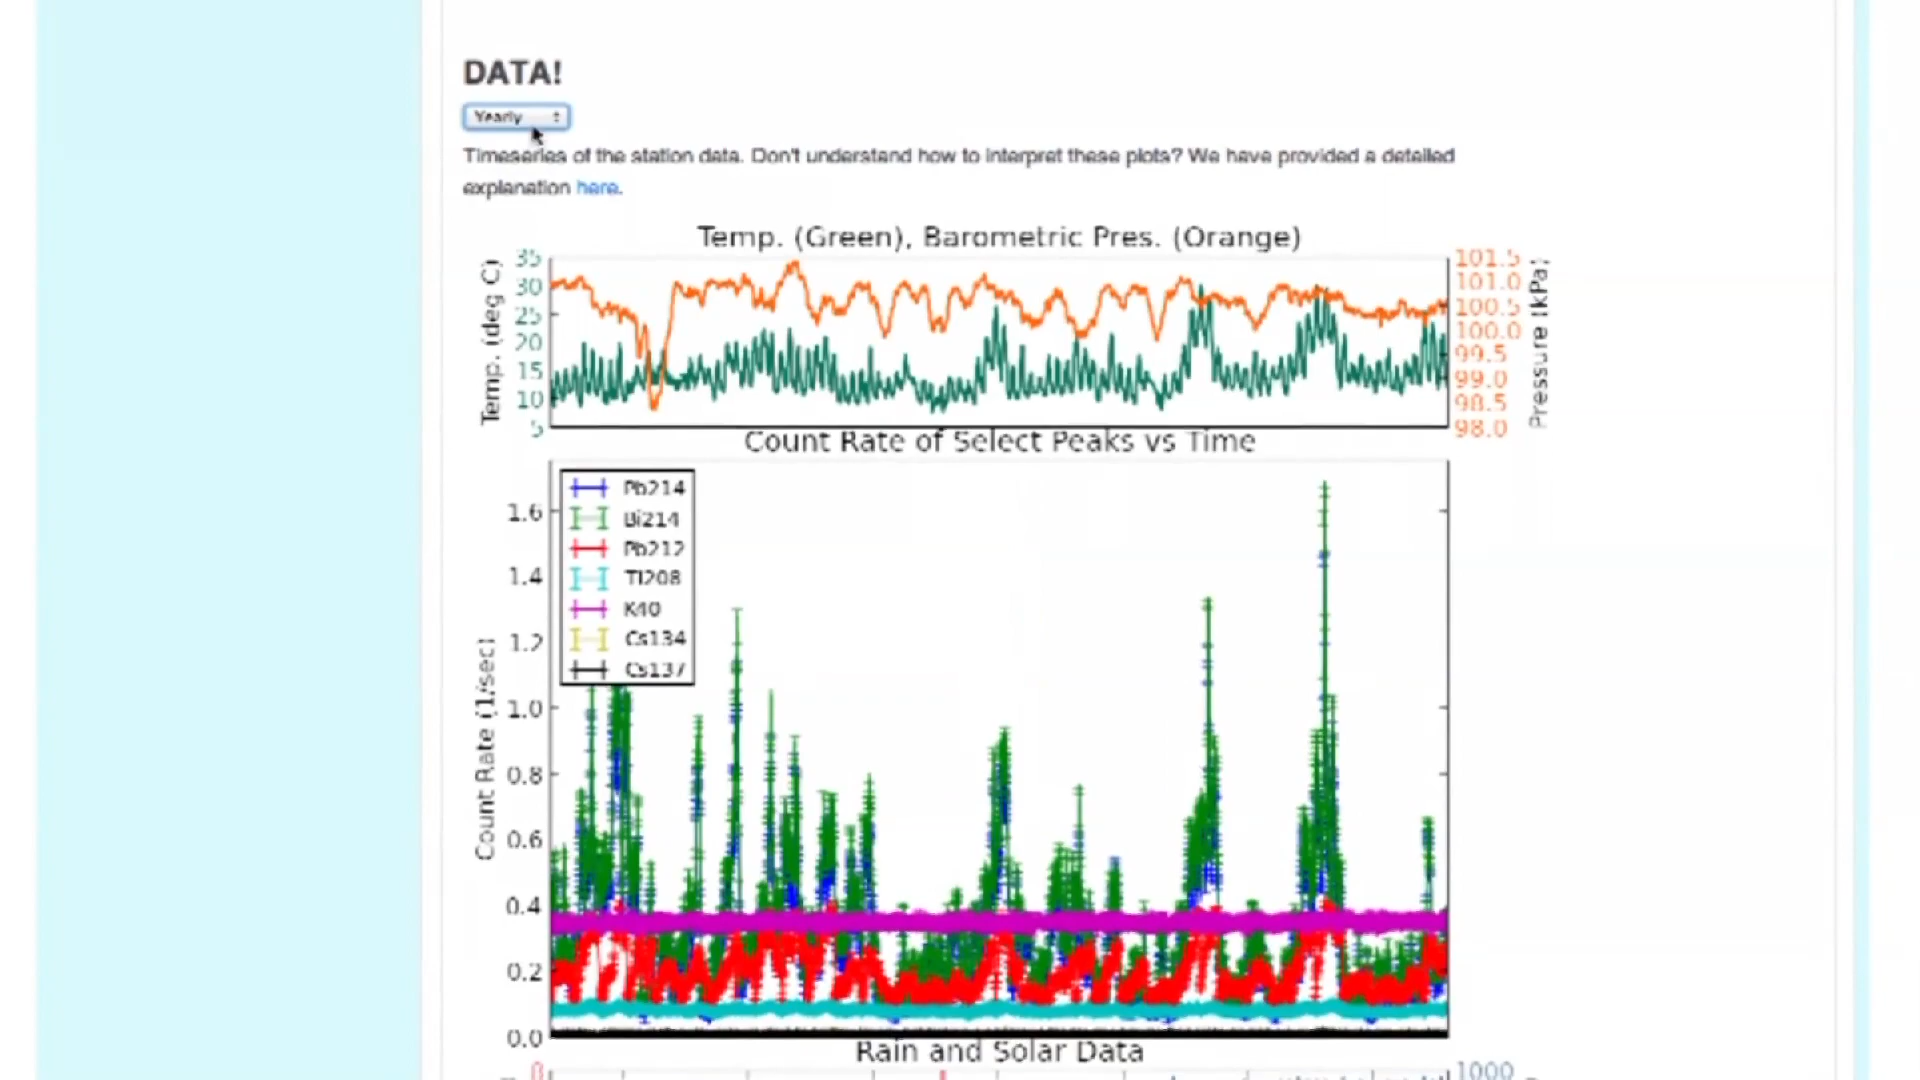 DATA!
Yearly
Timeseries of the station data. Don't understand how to interpret these plots? We have provided a detailed
explanation here.
Temp. (Green), Barometric Pres. (Orange)
Temp. (deg C)
35
30
25
20
15
10
5
101.5
101.0
100.5
100.0
99.5
99.0
98.5
98.0
Pressure (kPa)
Count Rate of Select Peaks vs Time
Pb214
Bi214
Pb212
Tl208
K40
Cs134
Cs137
Count Rate (1/sec)
1.6
1.4
1.2
1.0
0.8
0.6
0.4
0.2
0.0
Rain and Solar Data
8
1000